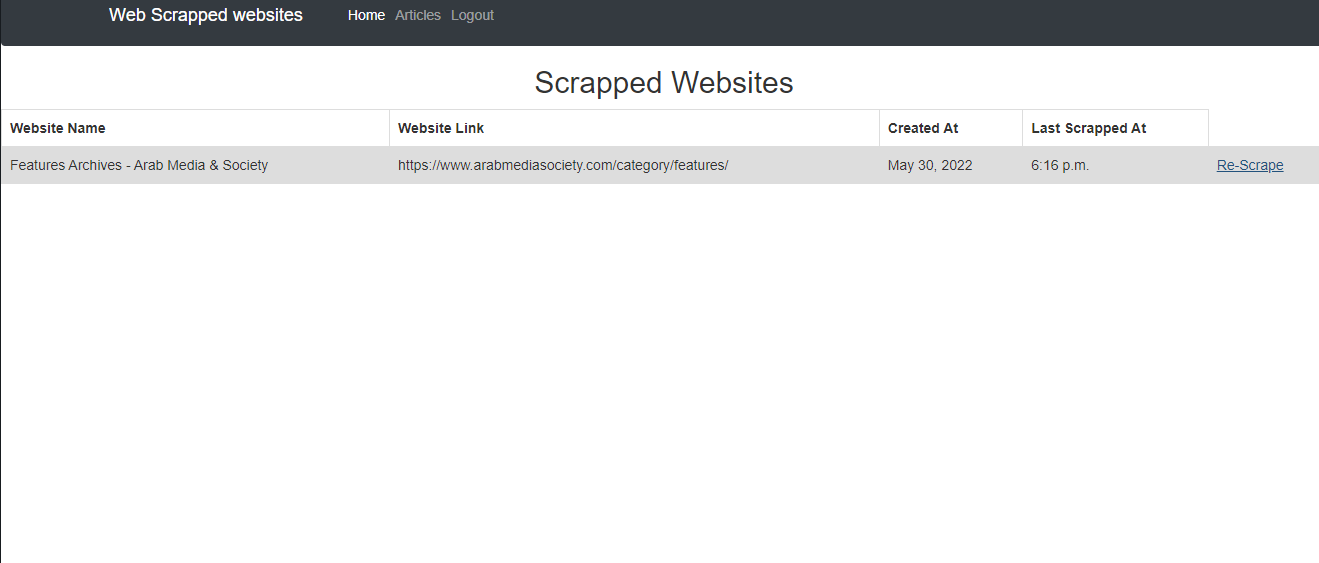 Web Scrapped websites Home Articles Logout
Scrapped Websites
Website Name Website Link Created At Last Scrapped At
Features Archives - Arab Media & Society https://www.arabmediasociety.com/category/features/ May 30, 2022 6:16 p.m. Re-Scrape